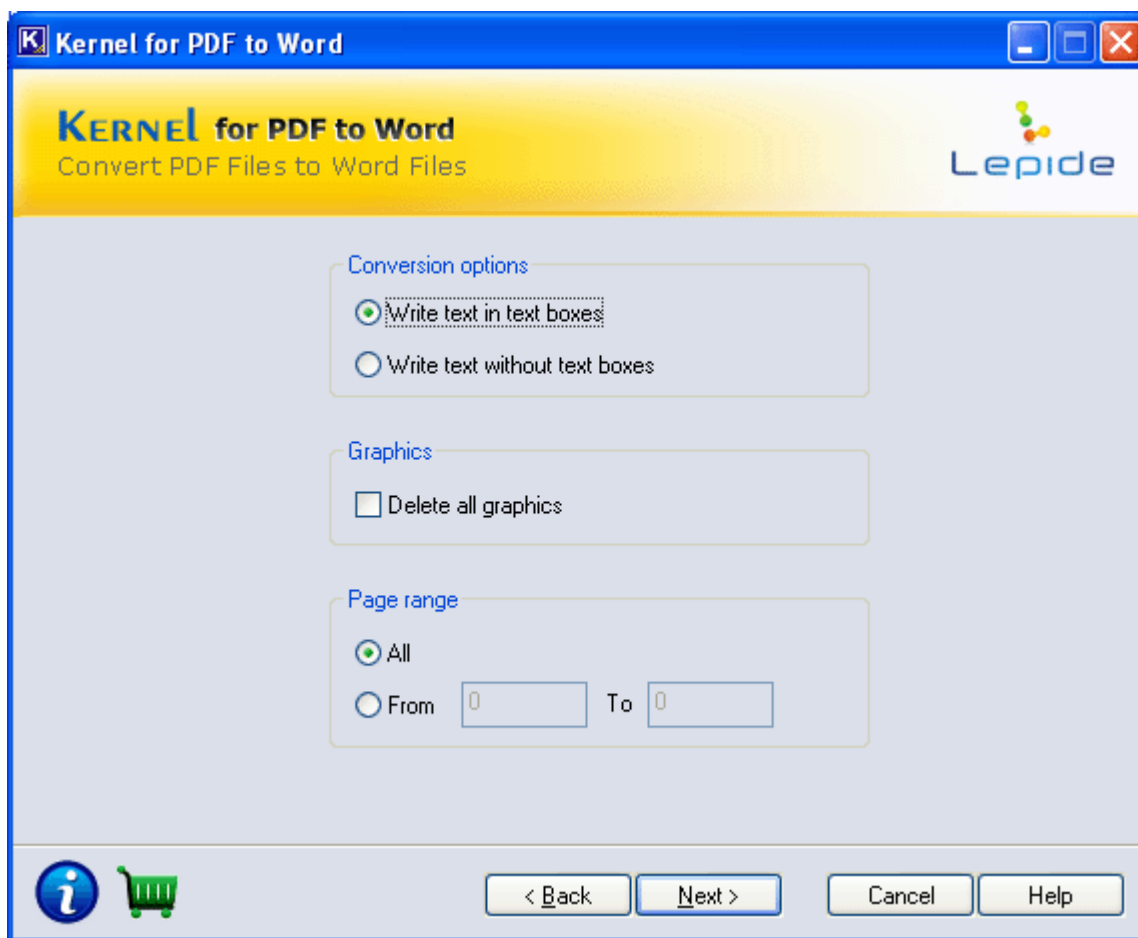 Kernel for PDF to Word
KERNEL for PDF to Word
Convert PDF Files to Word Files
Lepide
Conversion options
Write text in text boxes
Write text without text boxes
Graphics
Delete all graphics
Page range
All
From 0 To 0
< Back Next > Cancel Help